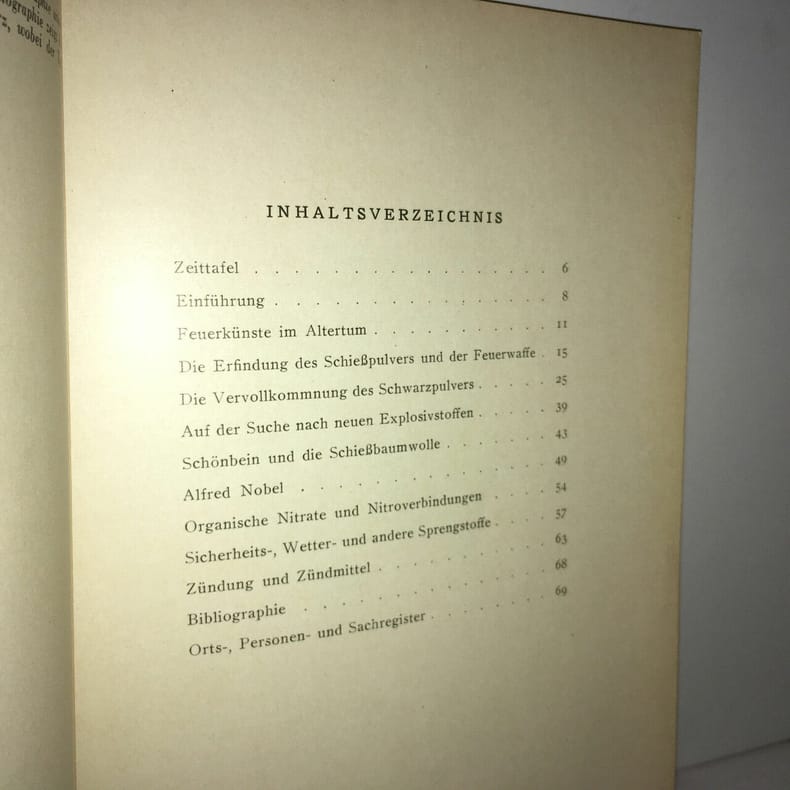 wobei der
INHALTSVERZEICHNIS
Zeittafel . . . . . . . . . . . . . . . . 6
Einführung . . . . . . . . . . . . . . . 8
Feuerkünste im Altertum . . . . . . . . . . 11
Die Erfindung des Schießpulvers und der Feuerwaffe . 15
Die Vervollkommnung des Schwarzpulvers . . . . . 25
Auf der Suche nach neuen Explosivstoffen . . . . . 39
Schönbein und die Schießbaumwolle . . . . . . . 43
Alfred Nobel . . . . . . . . . . . . . . 49
Organische Nitrate und Nitroverbindungen . . . . 54
Sicherheits-, Wetter- und andere Sprengstoffe . . . . 57
Zündung und Zündmittel . . . . . . . . . . 63
Bibliographie . . . . . . . . . . . . . . 68
Orts-, Personen- und Sachregister . . . . . . . 69